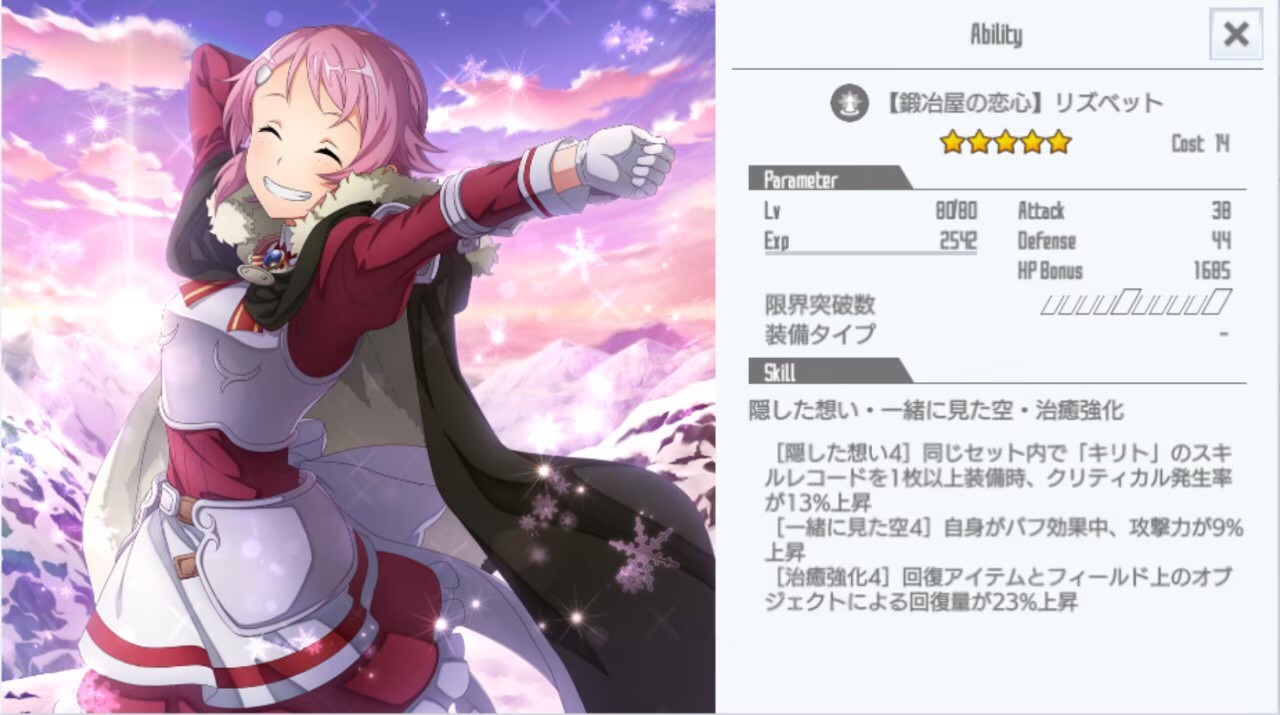 Ability
【鍛冶屋の恋心】リズベット
Cost 14
Parameter
Lv 80/80 Attack 38
Exp 2542 Defense 44
HP Bonus 1685
限界突破数
装備タイプ -
Skill
隠した想い・一緒に見た空・治癒強化
［隠した想い4］同じセット内で「キリト」のスキ
ルレコードを1枚以上装備時、クリティカル発生率
が13%上昇
［一緒に見た空4］自身がバフ効果中、攻撃力が9%
上昇
［治癒強化4］回復アイテムとフィールド上のオブ
ジェクトによる回復量が23%上昇